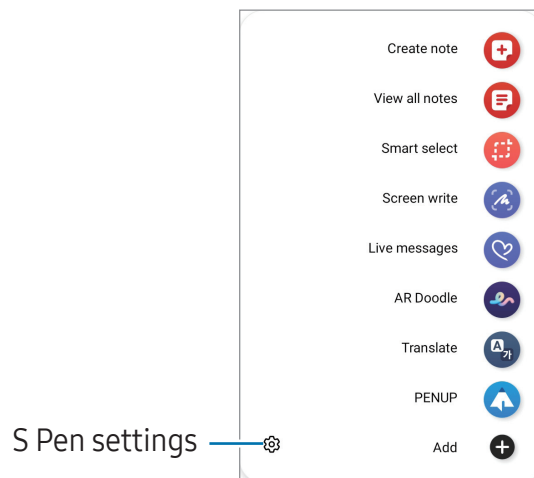 Create note
View all notes
Smart select
Screen write
Live messages
AR Doodle
Translate
A가
PENUP
S Pen settings
Add